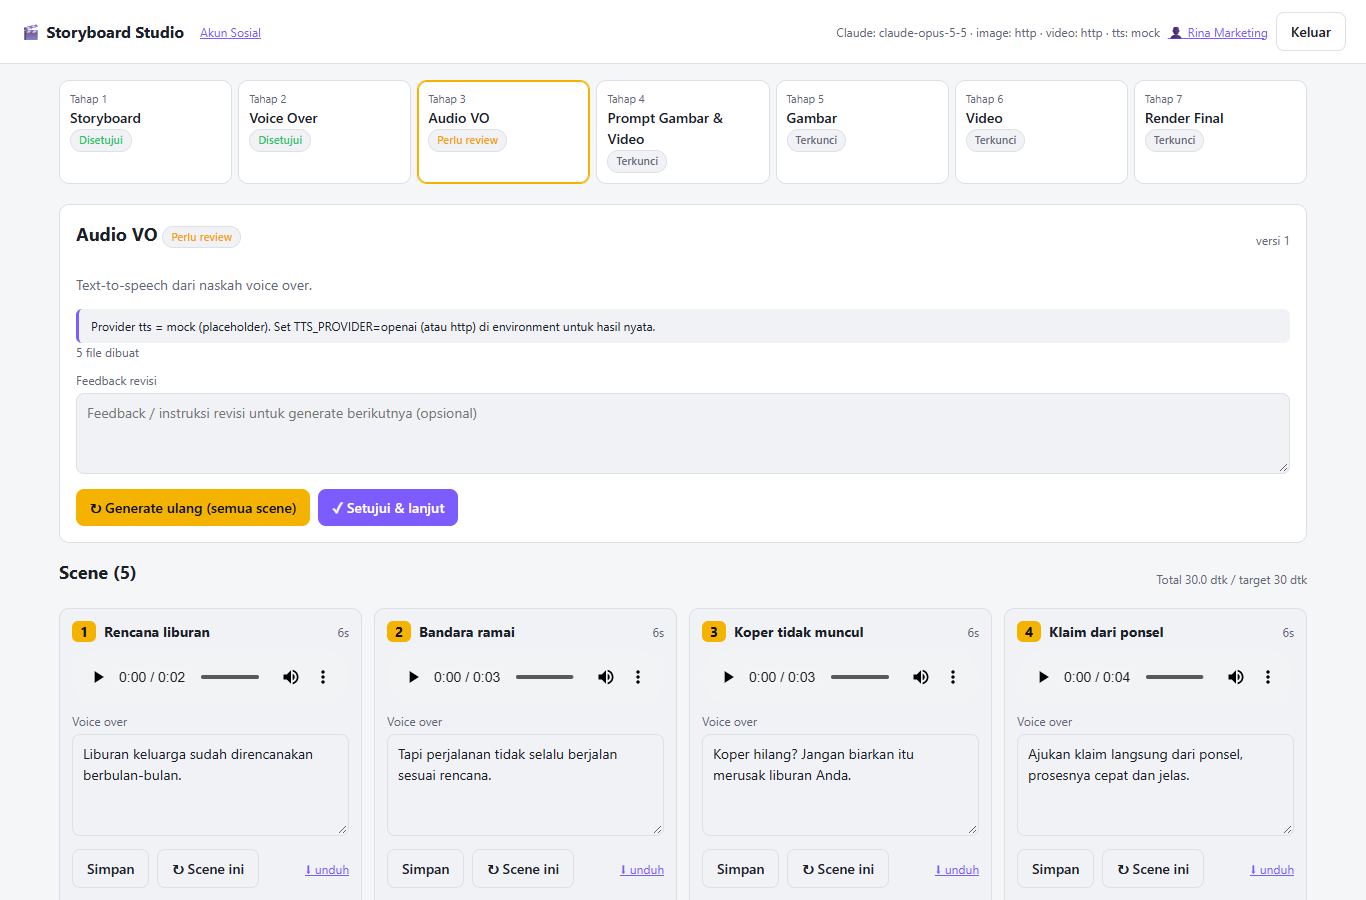 Storyboard Studio
Akun Sosial
Claude: claude-opus-5-5 · image: http · video: http · tts: mock
Rina Marketing
Keluar
Tahap 1
Storyboard
Disetujui
Tahap 2
Voice Over
Disetujui
Tahap 3
Audio VO
Perlu review
Tahap 4
Prompt Gambar &
Video
Terkunci
Tahap 5
Gambar
Terkunci
Tahap 6
Video
Terkunci
Tahap 7
Render Final
Terkunci
Audio VO
Perlu review
versi 1
Text-to-speech dari naskah voice over.
Provider tts = mock (placeholder). Set TTS_PROVIDER=openai (atau http) di environment untuk hasil nyata.
5 file dibuat
Feedback revisi
Feedback / instruksi revisi untuk generate berikutnya (opsional)
↻ Generate ulang (semua scene)
✓ Setujui & lanjut
Scene (5)
Total 30.0 dtk / target 30 dtk
1 Rencana liburan 6s
0:00 / 0:02
Voice over
Liburan keluarga sudah direncanakan
berbulan-bulan.
Simpan
↻ Scene ini
⬇ unduh
2 Bandara ramai 6s
0:00 / 0:03
Voice over
Tapi perjalanan tidak selalu berjalan
sesuai rencana.
Simpan
↻ Scene ini
⬇ unduh
3 Koper tidak muncul 6s
0:00 / 0:03
Voice over
Koper hilang? Jangan biarkan itu
merusak liburan Anda.
Simpan
↻ Scene ini
⬇ unduh
4 Klaim dari ponsel 6s
0:00 / 0:04
Voice over
Ajukan klaim langsung dari ponsel,
prosesnya cepat dan jelas.
Simpan
↻ Scene ini
⬇ unduh